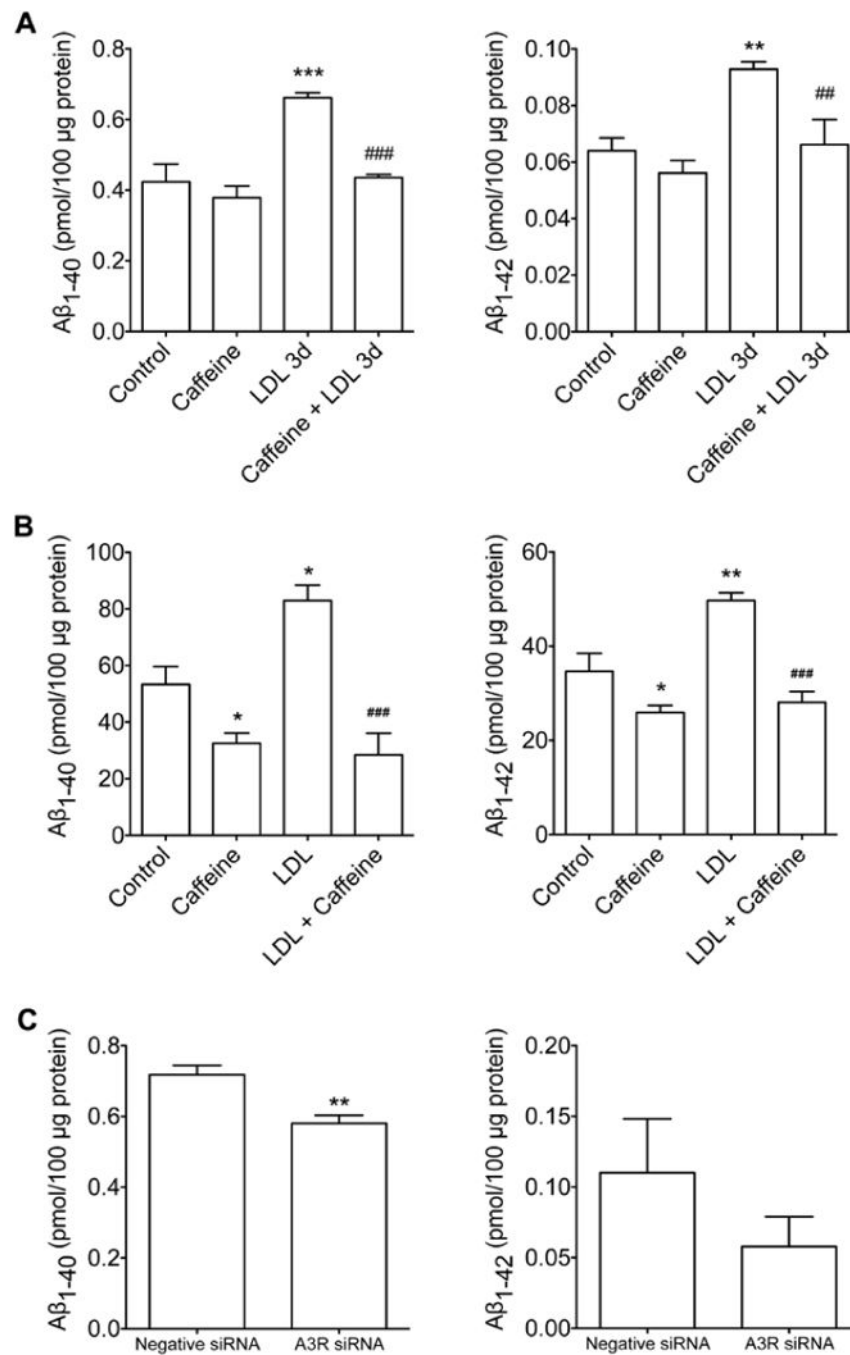 A
Aβ1-40 (pmol/100 µg protein)
0.8
0.6
0.4
0.2
0.0
***
###
Control
Caffeine
LDL 3d
Caffeine + LDL 3d
Aβ1-42 (pmol/100 µg protein)
0.10
0.08
0.06
0.04
0.02
0.00
**
##
Control
Caffeine
LDL 3d
Caffeine + LDL 3d
B
Aβ1-40 (pmol/100 µg protein)
100
80
60
40
20
0
*
*
###
Control
Caffeine
LDL
LDL + Caffeine
Aβ1-42 (pmol/100 µg protein)
60
40
20
0
*
**
###
Control
Caffeine
LDL
LDL + Caffeine
C
Aβ1-40 (pmol/100 µg protein)
0.8
0.6
0.4
0.2
0.0
**
Negative siRNA
A3R siRNA
Aβ1-42 (pmol/100 µg protein)
0.20
0.15
0.10
0.05
0.00
Negative siRNA
A3R siRNA